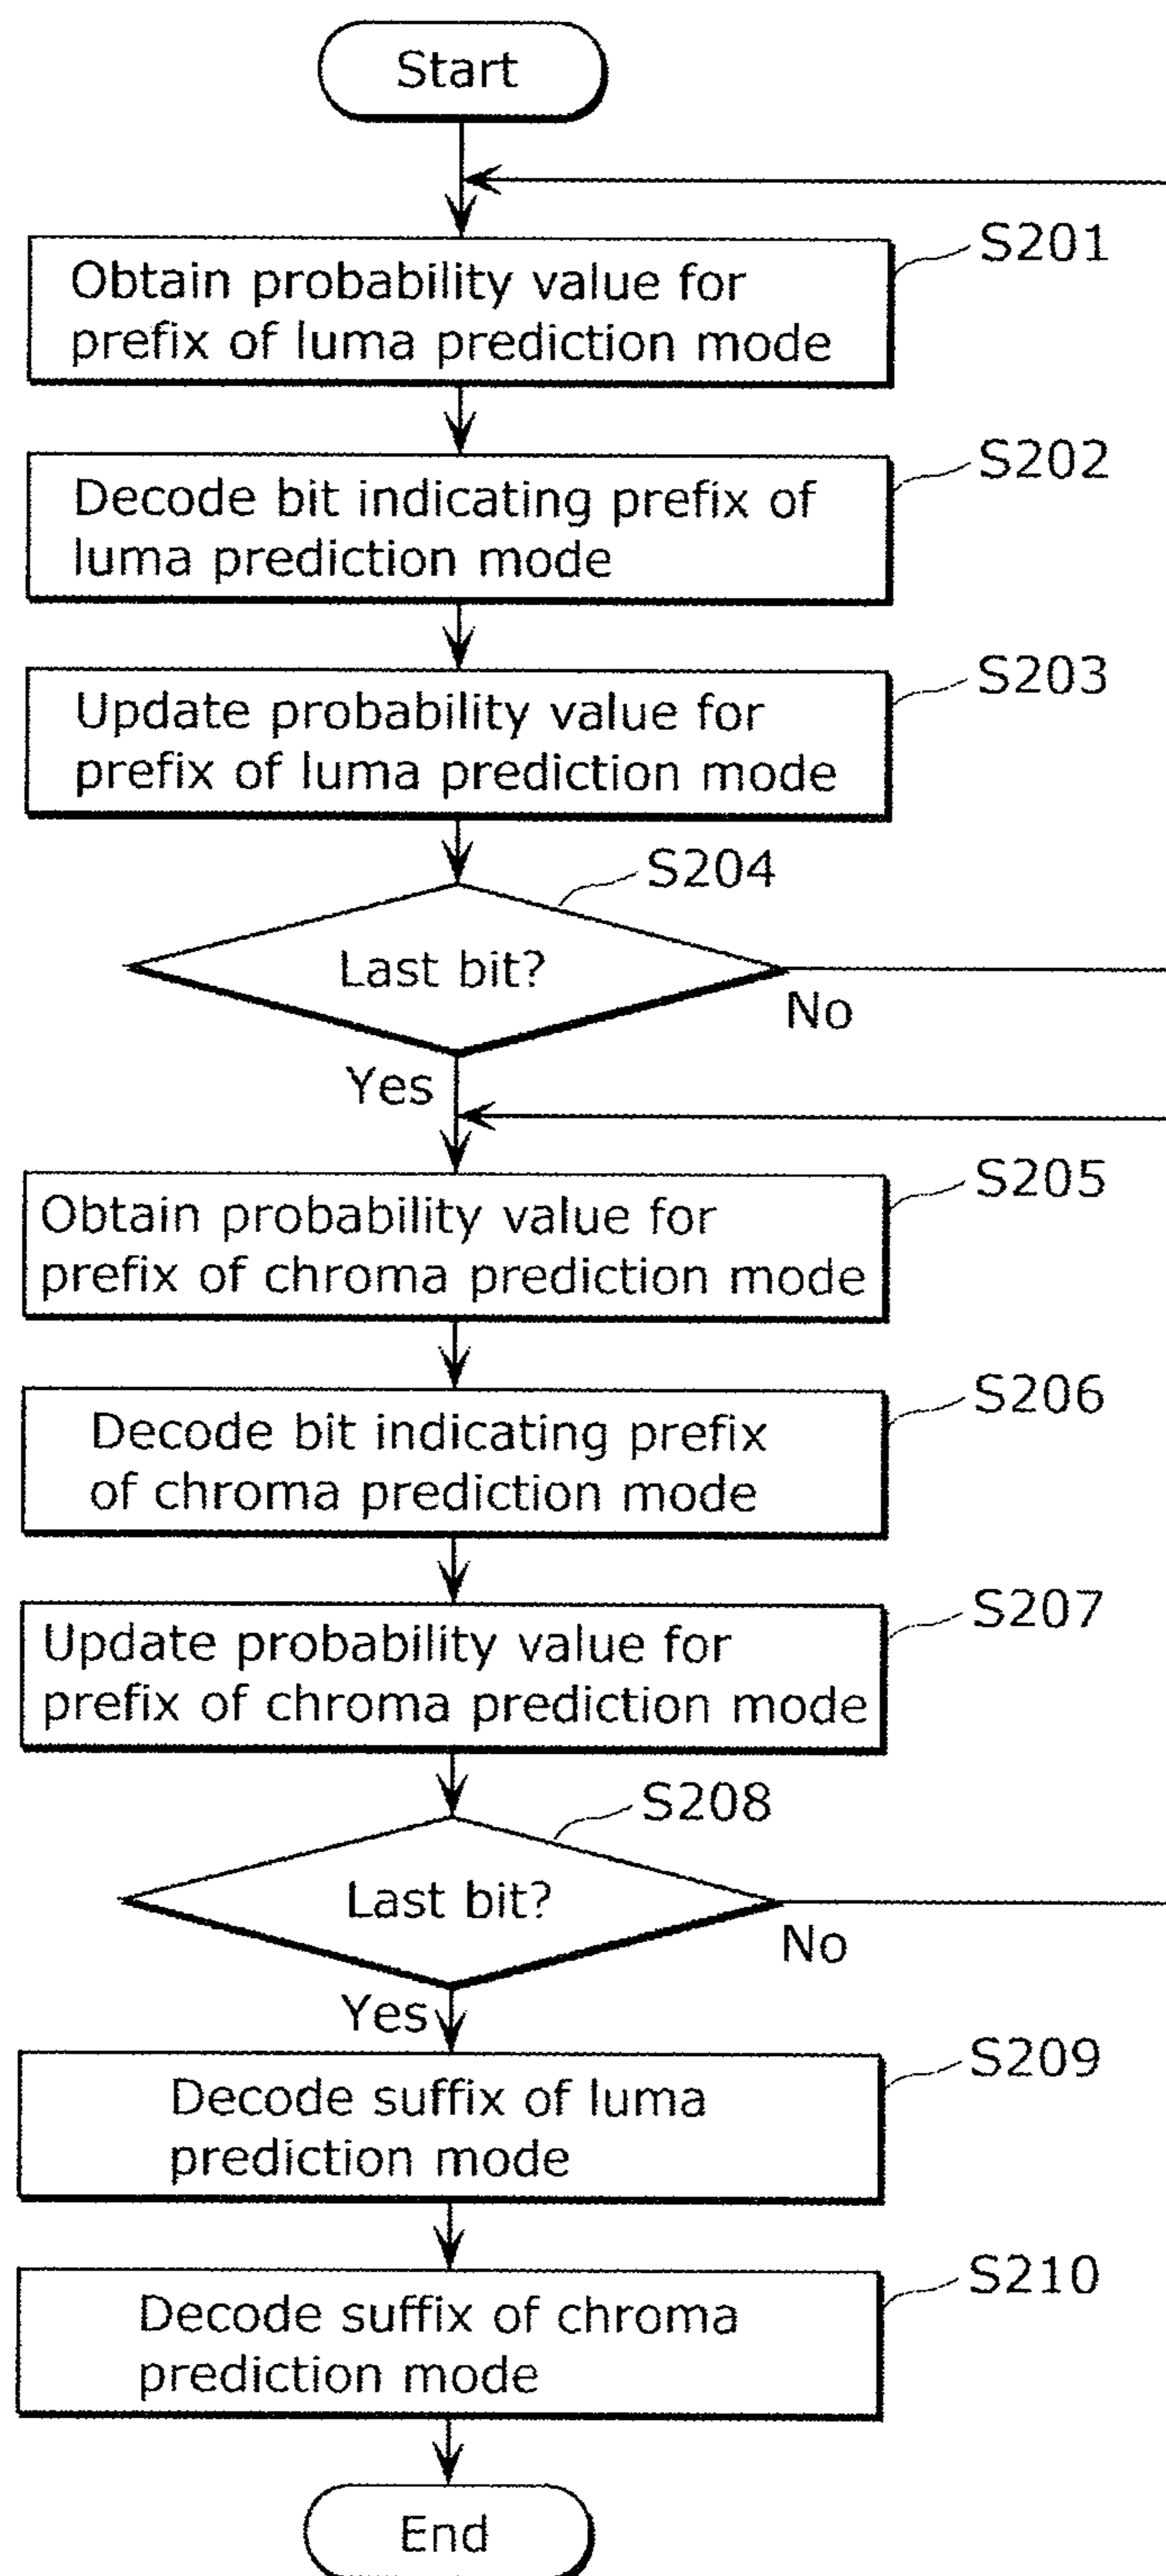 Start
S201
Obtain probability value for
prefix of luma prediction mode
S202
Decode bit indicating prefix of
luma prediction mode
S203
Update probability value for
prefix of luma prediction mode
S204
Last bit?
No
Yes
S205
Obtain probability value for
prefix of chroma prediction mode
S206
Decode bit indicating prefix
of chroma prediction mode
S207
Update probability value for
prefix of chroma prediction mode
S208
Last bit?
No
Yes
S209
Decode suffix of luma
prediction mode
S210
Decode suffix of chroma
prediction mode
End